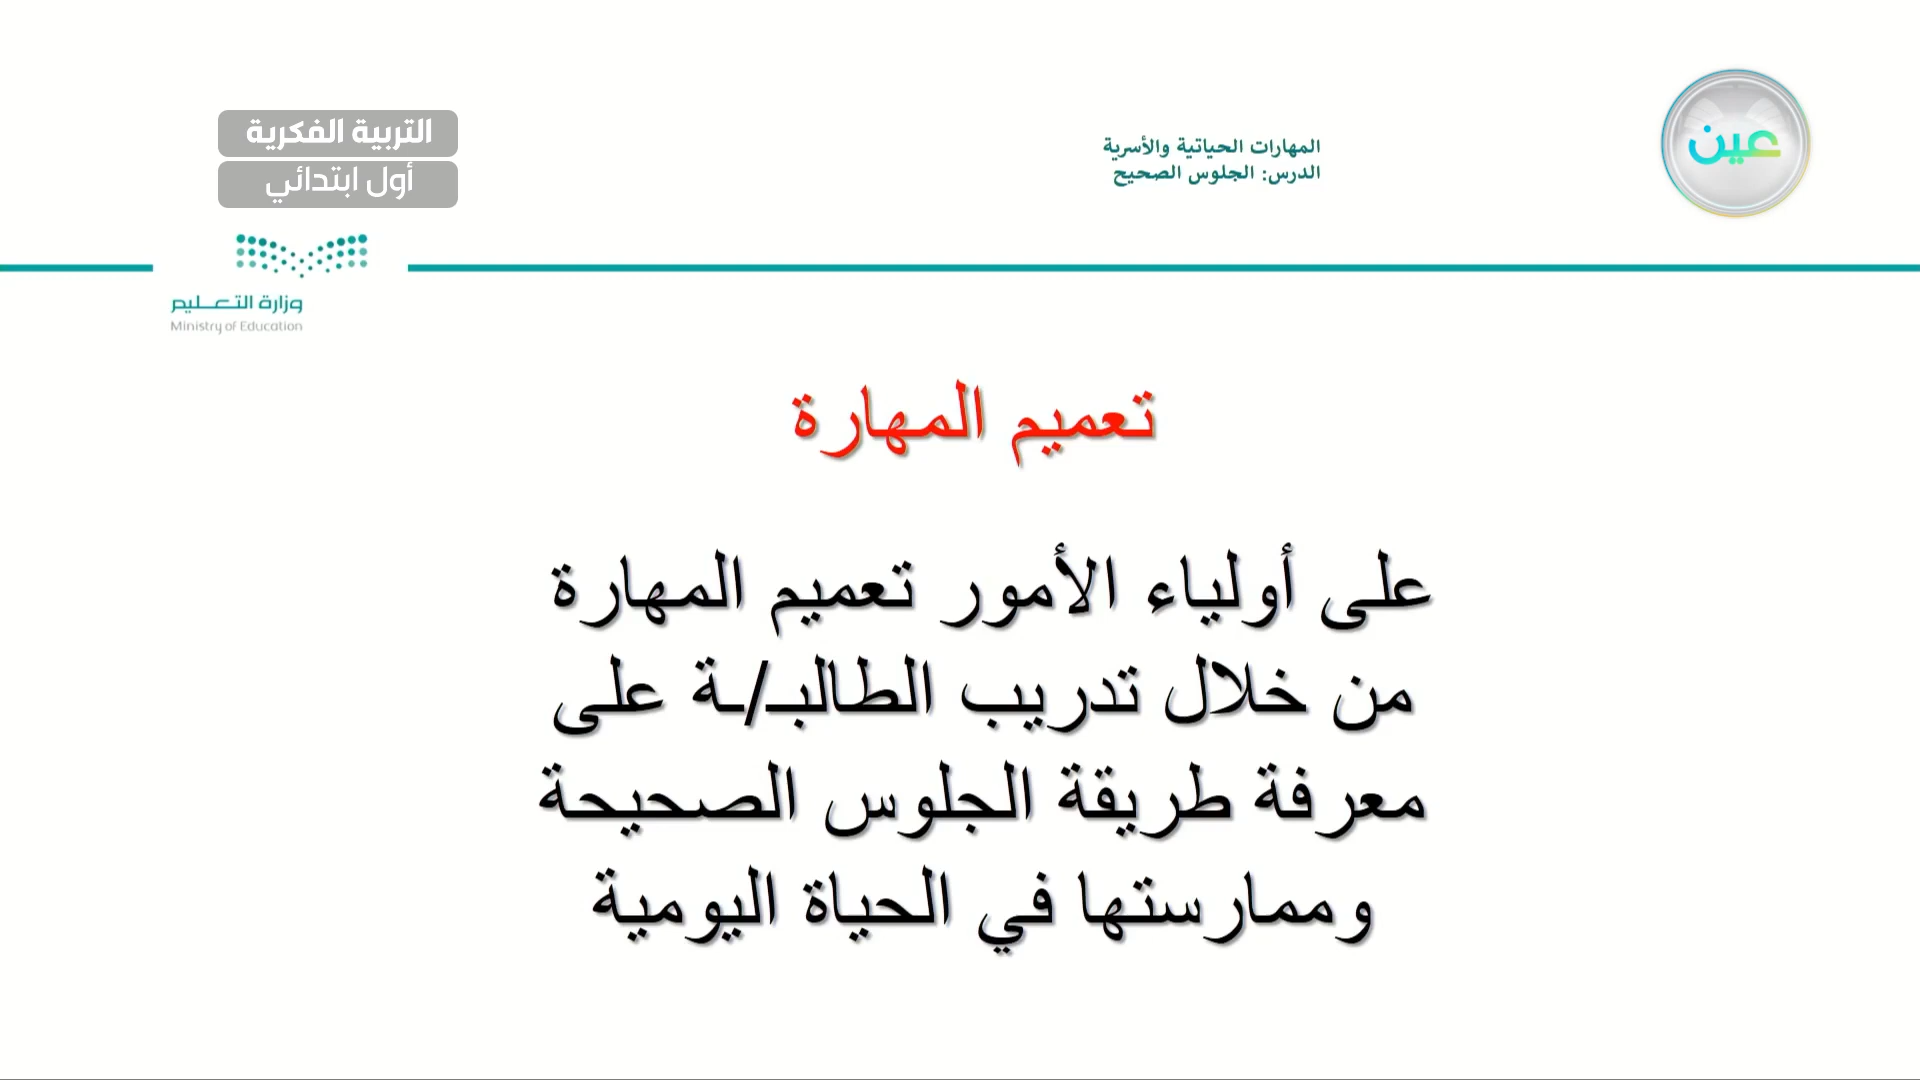 عين
المهارات الحياتية والأسرية
الدرس: الجلوس الصحيح
التربية الفكرية
أول ابتدائي
وزارة التعـــليم
Ministry of Education
تعميم المهارة
على أولياء الأمور تعميم المهارة
من خلال تدريب الطالبـ/ـة على
معرفة طريقة الجلوس الصحيحة
وممارستها في الحياة اليومية